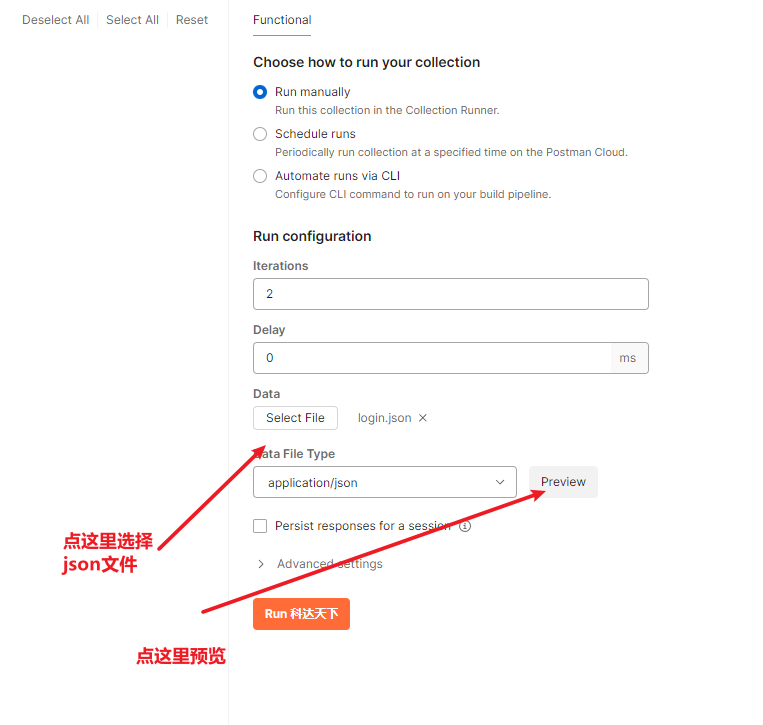 Deselect All Select All Reset
Functional
Choose how to run your collection
Run manually
Run this collection in the Collection Runner.
Schedule runs
Periodically run collection at a specified time on the Postman Cloud.
Automate runs via CLI
Configure CLI command to run on your build pipeline.
Run configuration
Iterations
2
Delay
0 ms
Data
Select File login.json
Data File Type
application/json Preview
Persist responses for a session
Advanced settings
点这里选择
json文件
Run 科达天下
点这里预览